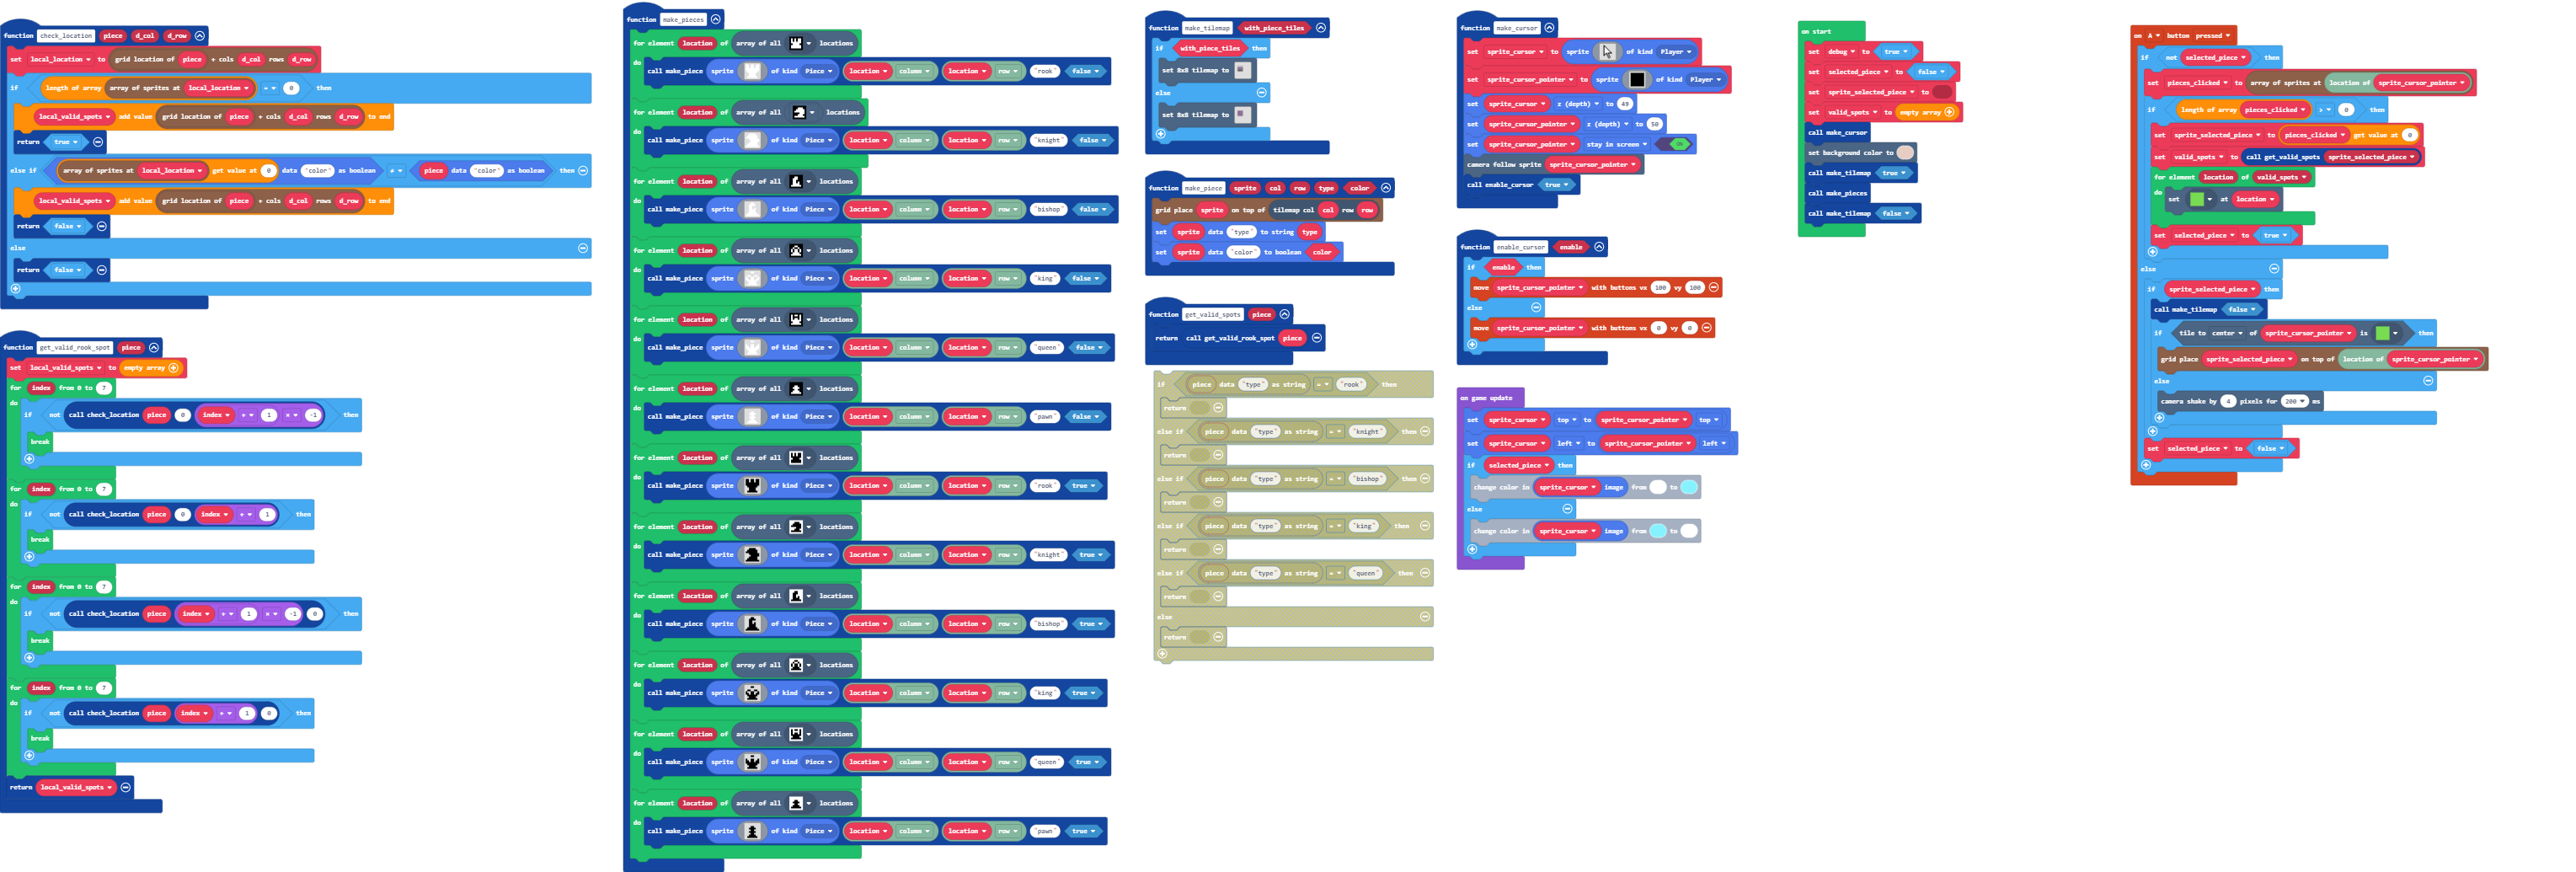 function check_location piece d_col d_row
set local_location to grid location of piece + cols d_col rows d_row
if length of array array of sprites at local_location = 0 then
local_valid_spots add value grid location of piece + cols d_col rows d_row to end
return true
else if array of sprites at local_location get value at 0 data "color" as boolean ≠ piece data "color" as boolean then
local_valid_spots add value grid location of piece + cols d_col rows d_row to end
return false
else
return false
function get_valid_rook_spot piece
set local_valid_spots to empty array
for index from 0 to 7
do
if not call check_location piece 0 index + 1 × -1 then
break
for index from 0 to 7
do
if not call check_location piece 0 index + 1 then
break
for index from 0 to 7
do
if not call check_location piece index + 1 × -1 0 then
break
for index from 0 to 7
do
if not call check_location piece index + 1 0 then
break
return local_valid_spots
function make_pieces
for element location of array of all locations
do call make_piece sprite of kind Piece location column location row "rook" false
for element location of array of all locations
do call make_piece sprite of kind Piece location column location row "knight" false
for element location of array of all locations
do call make_piece sprite of kind Piece location column location row "bishop" false
for element location of array of all locations
do call make_piece sprite of kind Piece location column location row "king" false
for element location of array of all locations
do call make_piece sprite of kind Piece location column location row "queen" false
for element location of array of all locations
do call make_piece sprite of kind Piece location column location row "pawn" false
for element location of array of all locations
do call make_piece sprite of kind Piece location column location row "rook" true
for element location of array of all locations
do call make_piece sprite of kind Piece location column location row "knight" true
for element location of array of all locations
do call make_piece sprite of kind Piece location column location row "bishop" true
for element location of array of all locations
do call make_piece sprite of kind Piece location column location row "king" true
for element location of array of all locations
do call make_piece sprite of kind Piece location column location row "queen" true
for element location of array of all locations
do call make_piece sprite of kind Piece location column location row "pawn" true
function make_tilemap with_piece_tiles
if with_piece_tiles then
set 8x8 tilemap to
else
set 8x8 tilemap to
function make_piece sprite col row type color
grid place sprite on top of tilemap col col row row
set sprite data "type" to string type
set sprite data "color" to boolean color
function get_valid_spots piece
return call get_valid_rook_spot piece
if piece data "type" as string = "rook" then
return
else if piece data "type" as string = "knight" then
return
else if piece data "type" as string = "bishop" then
return
else if piece data "type" as string = "king" then
return
else if piece data "type" as string = "queen" then
return
else
return
function make_cursor
set sprite_cursor to sprite of kind Player
set sprite_cursor_pointer to sprite of kind Player
set sprite_cursor z (depth) to 49
set sprite_cursor_pointer z (depth) to 50
set sprite_cursor_pointer stay in screen ON
camera follow sprite sprite_cursor_pointer
call enable_cursor true
function enable_cursor enable
if enable then
move sprite_cursor_pointer with buttons vx 100 vy 100
else
move sprite_cursor_pointer with buttons vx 0 vy 0
on game update
set sprite_cursor top to sprite_cursor_pointer top
set sprite_cursor left to sprite_cursor_pointer left
if selected_piece then
change color in sprite_cursor image from to
else
change color in sprite_cursor image from to
on start
set debug to true
set selected_piece to false
set sprite_selected_piece to
set valid_spots to empty array
call make_cursor
set background color to
call make_tilemap true
call make_pieces
call make_tilemap false
on A button pressed
if not selected_piece then
set pieces_clicked to array of sprites at location of sprite_cursor_pointer
if length of array pieces_clicked > 0 then
set sprite_selected_piece to pieces_clicked get value at 0
set valid_spots to call get_valid_spots sprite_selected_piece
for element location of valid_spots
do set at location
set selected_piece to true
else
if sprite_selected_piece then
call make_tilemap false
if tile to center of sprite_cursor_pointer is then
grid place sprite_selected_piece on top of location of sprite_cursor_pointer
else
camera shake by 4 pixels for 200 ms
set selected_piece to false